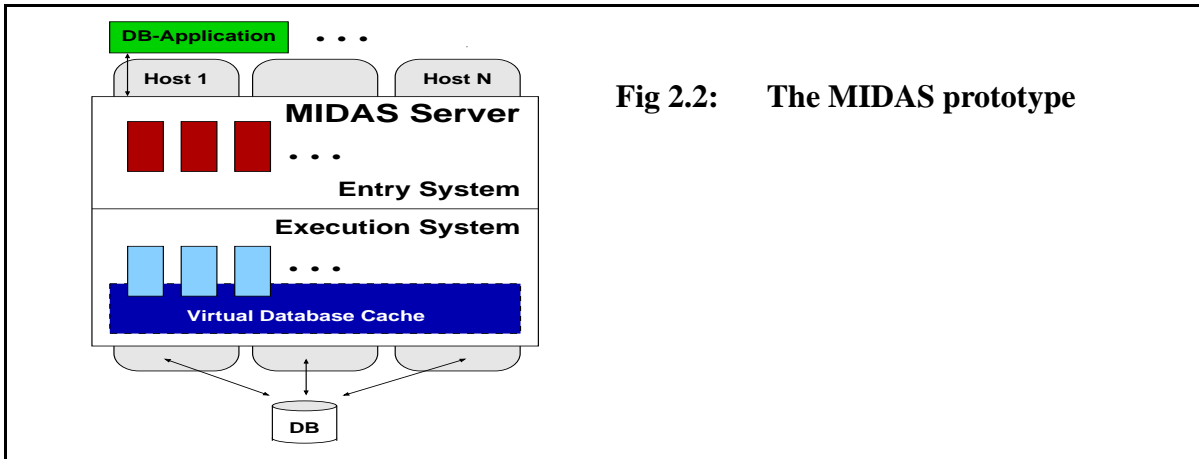 DB-Application • • •
Host 1 Host N
Fig 2.2: The MIDAS prototype
MIDAS Server
• • •
Entry System
Execution System
• • •
Virtual Database Cache
DB